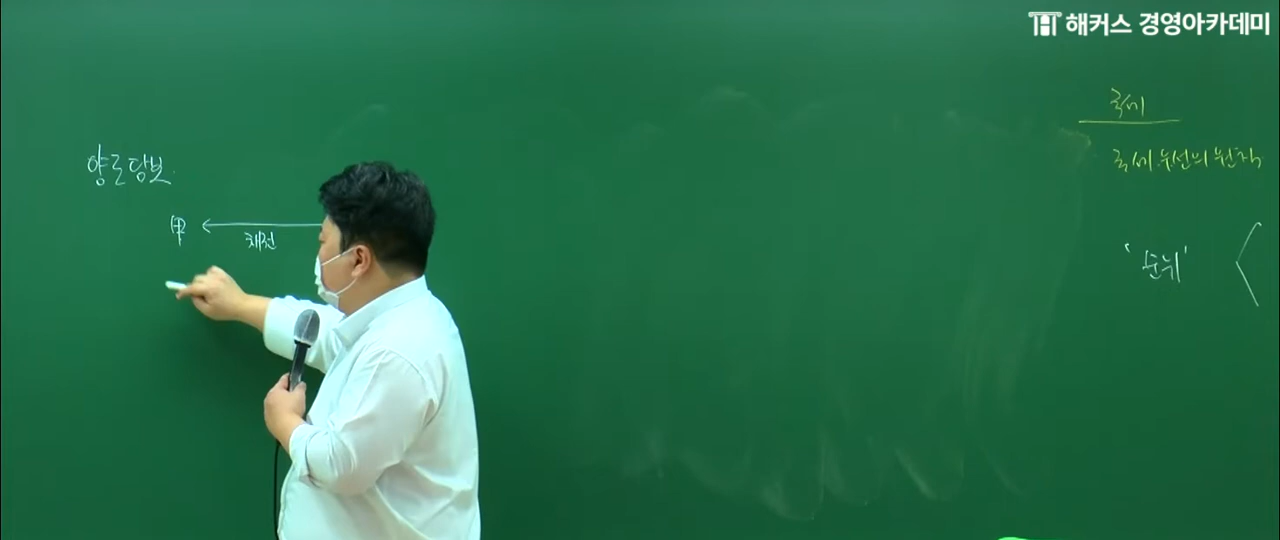 해커스 경영아카데미
국세
국세 우선의 원칙
양도담보.
甲
채권
'순위'